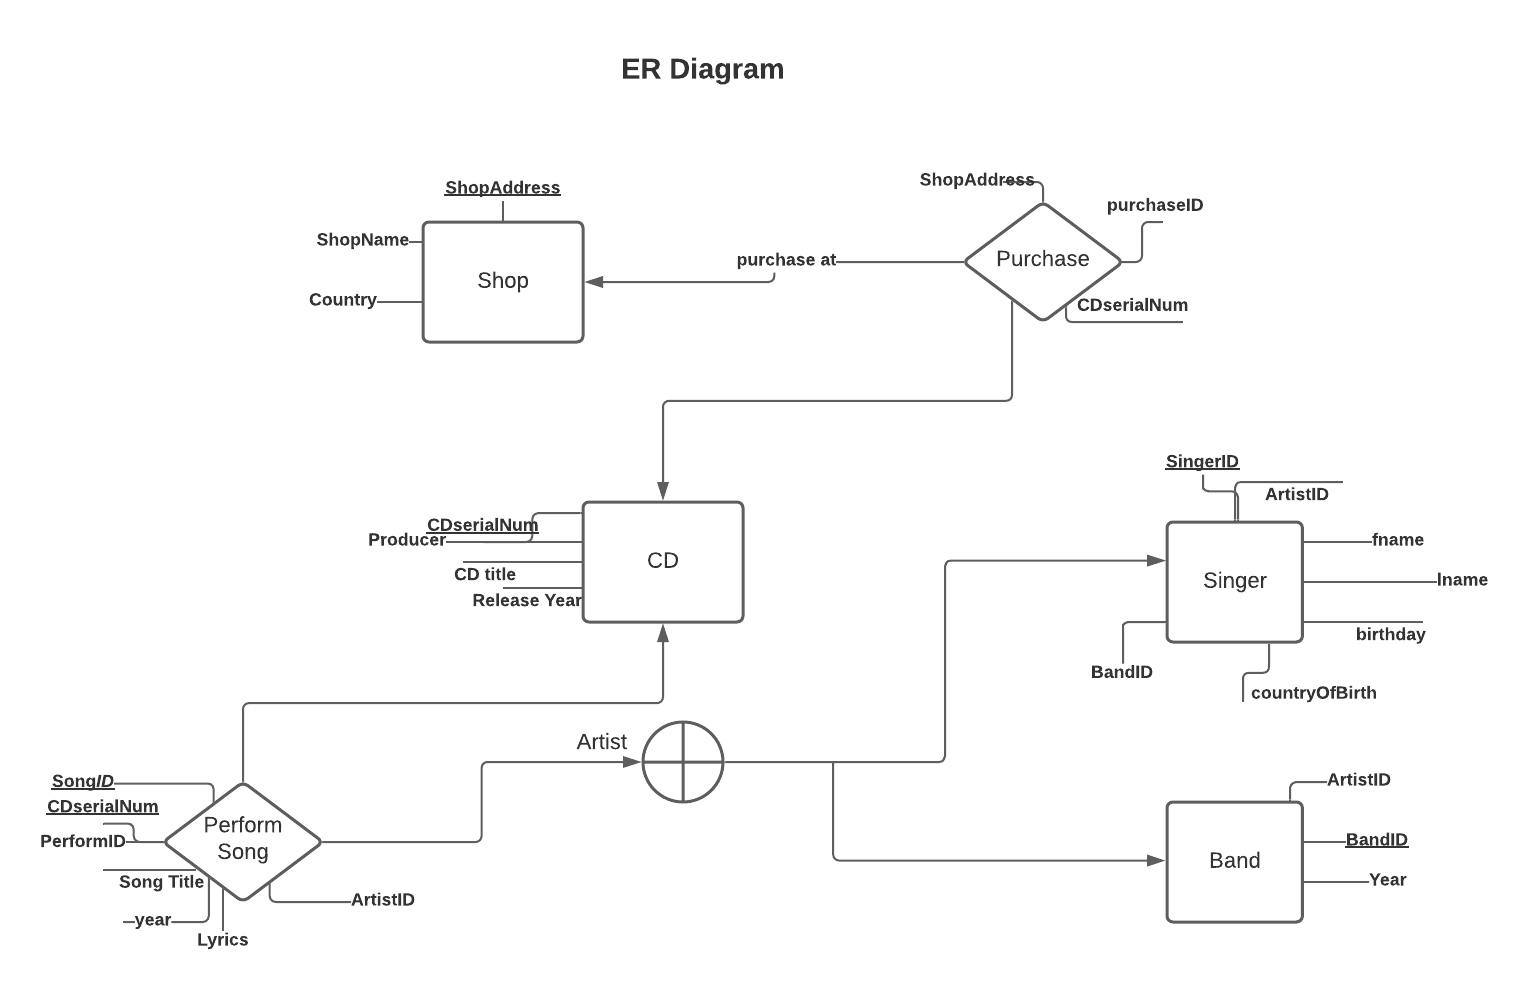 ER Diagram
ShopAddress
ShopName
Country
Shop
ShopAddress
purchaseID
Purchase
purchase at
CDserialNum
CDserialNum
Producer
CD title
Release Year
CD
SingerID
ArtistID
fname
Singer
lname
birthday
BandID
countryOfBirth
Artist
SongID
CDserialNum
PerformID
Perform
Song
Song Title
year
Lyrics
ArtistID
ArtistID
BandID
Band
Year